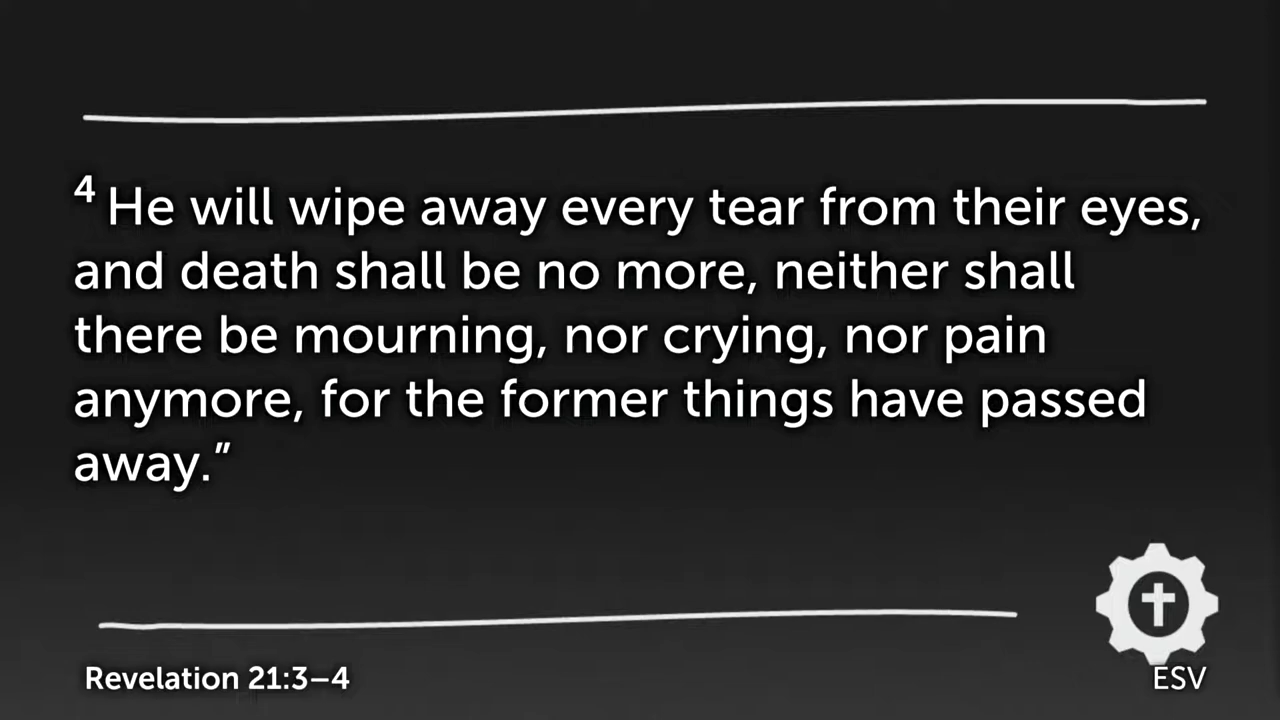 4 He will wipe away every tear from their eyes,
and death shall be no more, neither shall
there be mourning, nor crying, nor pain
anymore, for the former things have passed
away.”
Revelation 21:3–4
ESV